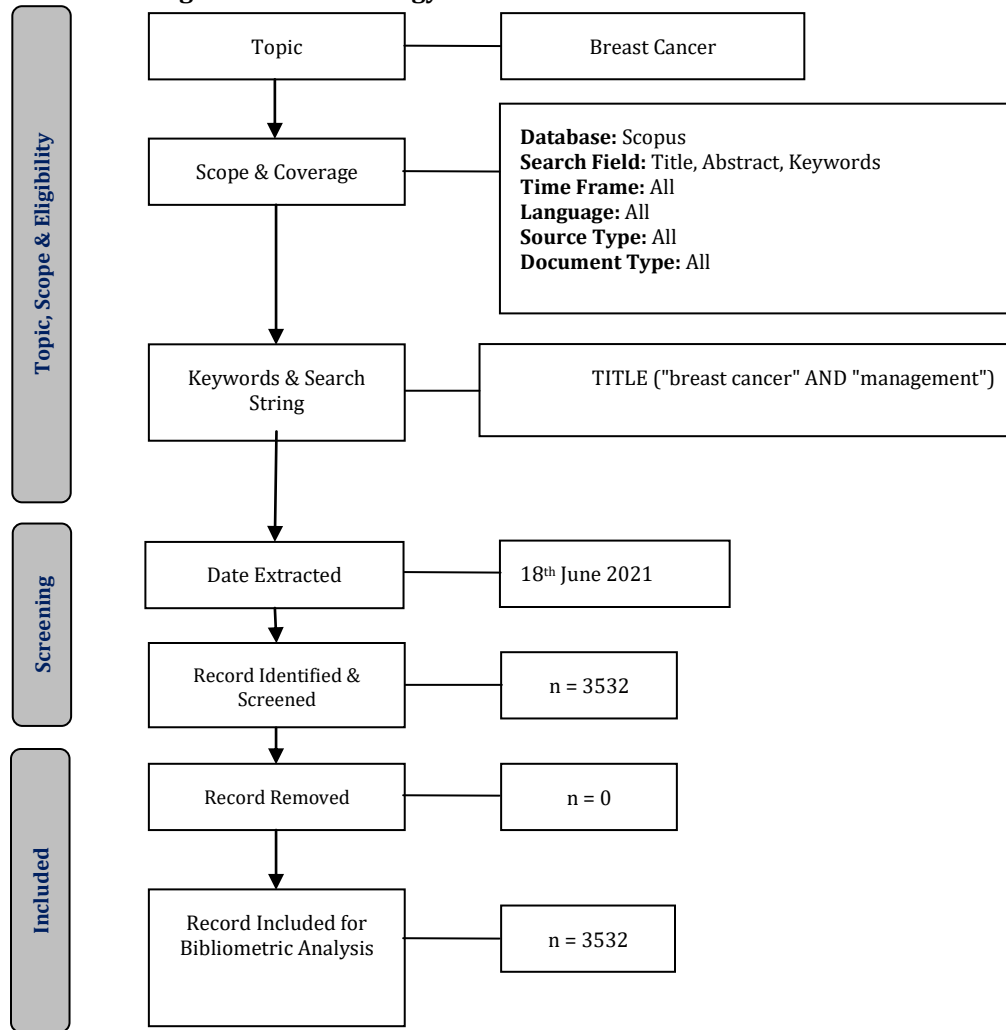 Topic, Scope & Eligibility
Topic
Breast Cancer
Scope & Coverage
Database: Scopus
Search Field: Title, Abstract, Keywords
Time Frame: All
Language: All
Source Type: All
Document Type: All
Keywords & Search
String
TITLE ("breast cancer" AND "management")
Screening
Date Extracted
18th June 2021
Record Identified &
Screened
n = 3532
Included
Record Removed
n = 0
Record Included for
Bibliometric Analysis
n = 3532